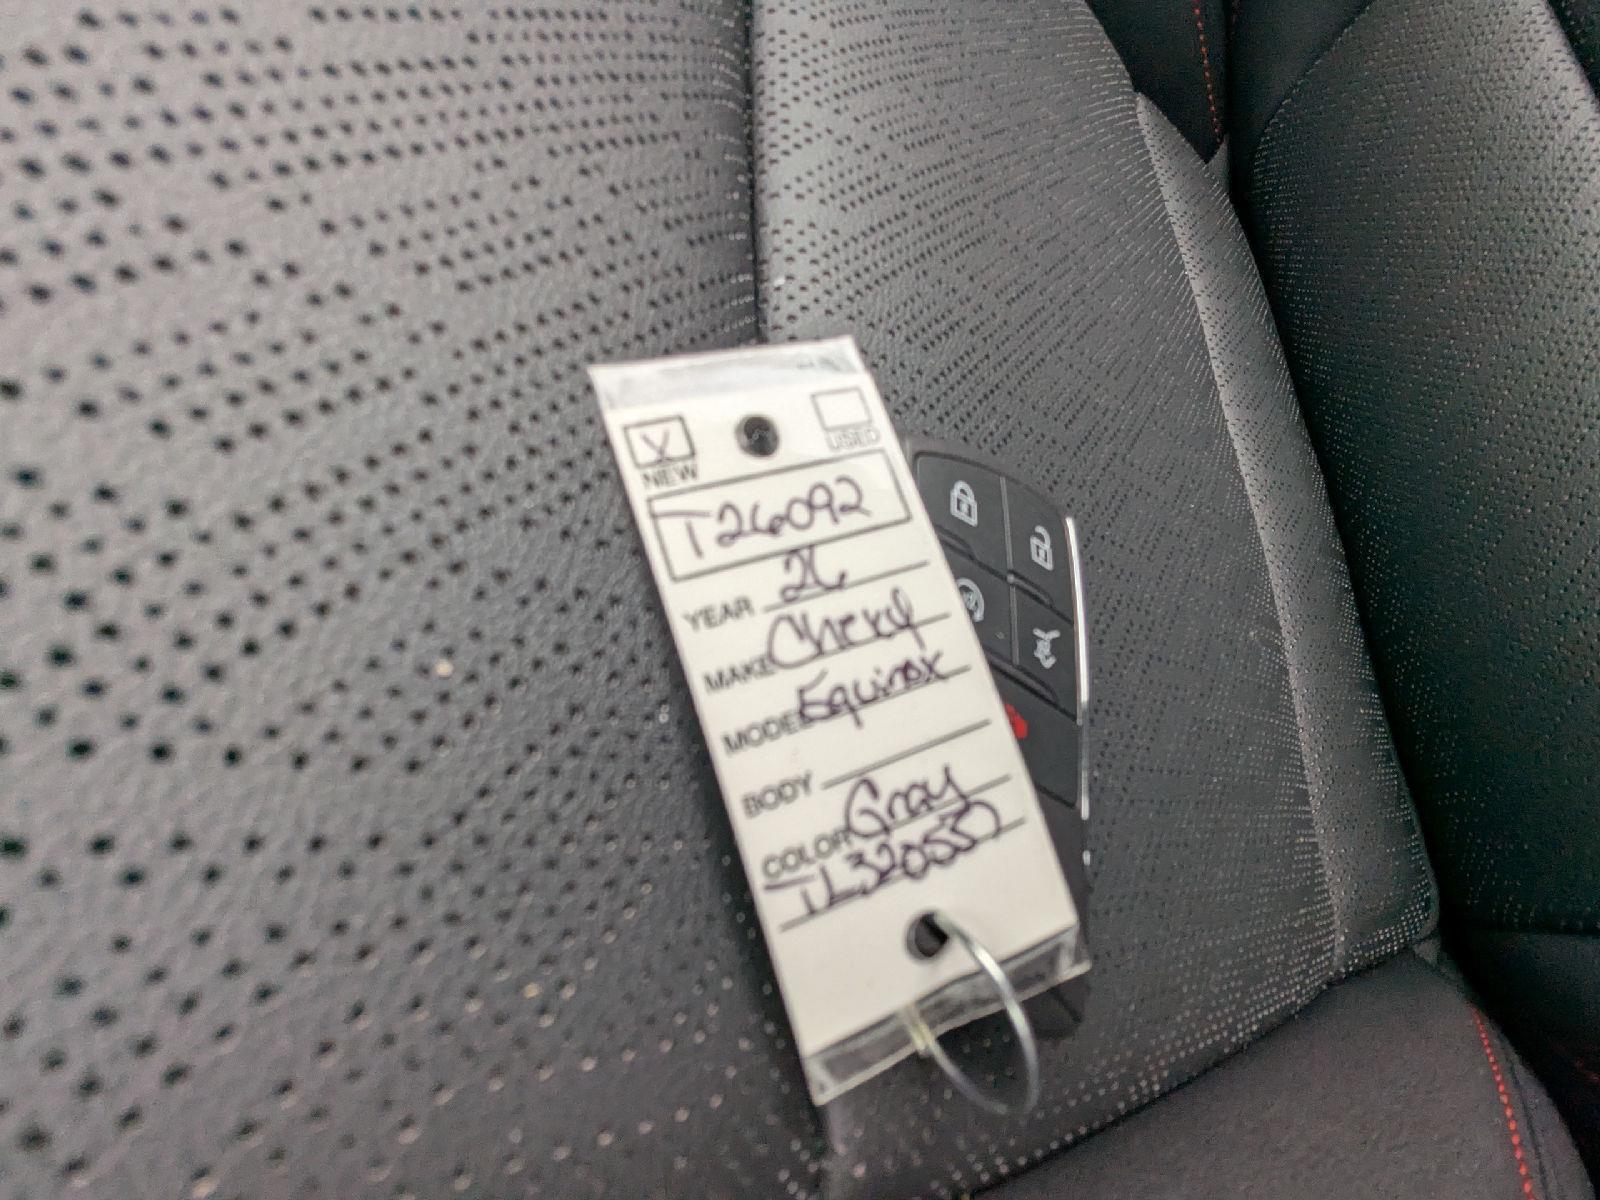 X
NEW USED
T26092
YEAR 26
MAKE Chevy
MODEL Equinox
BODY
COLOR Gray
TL320530